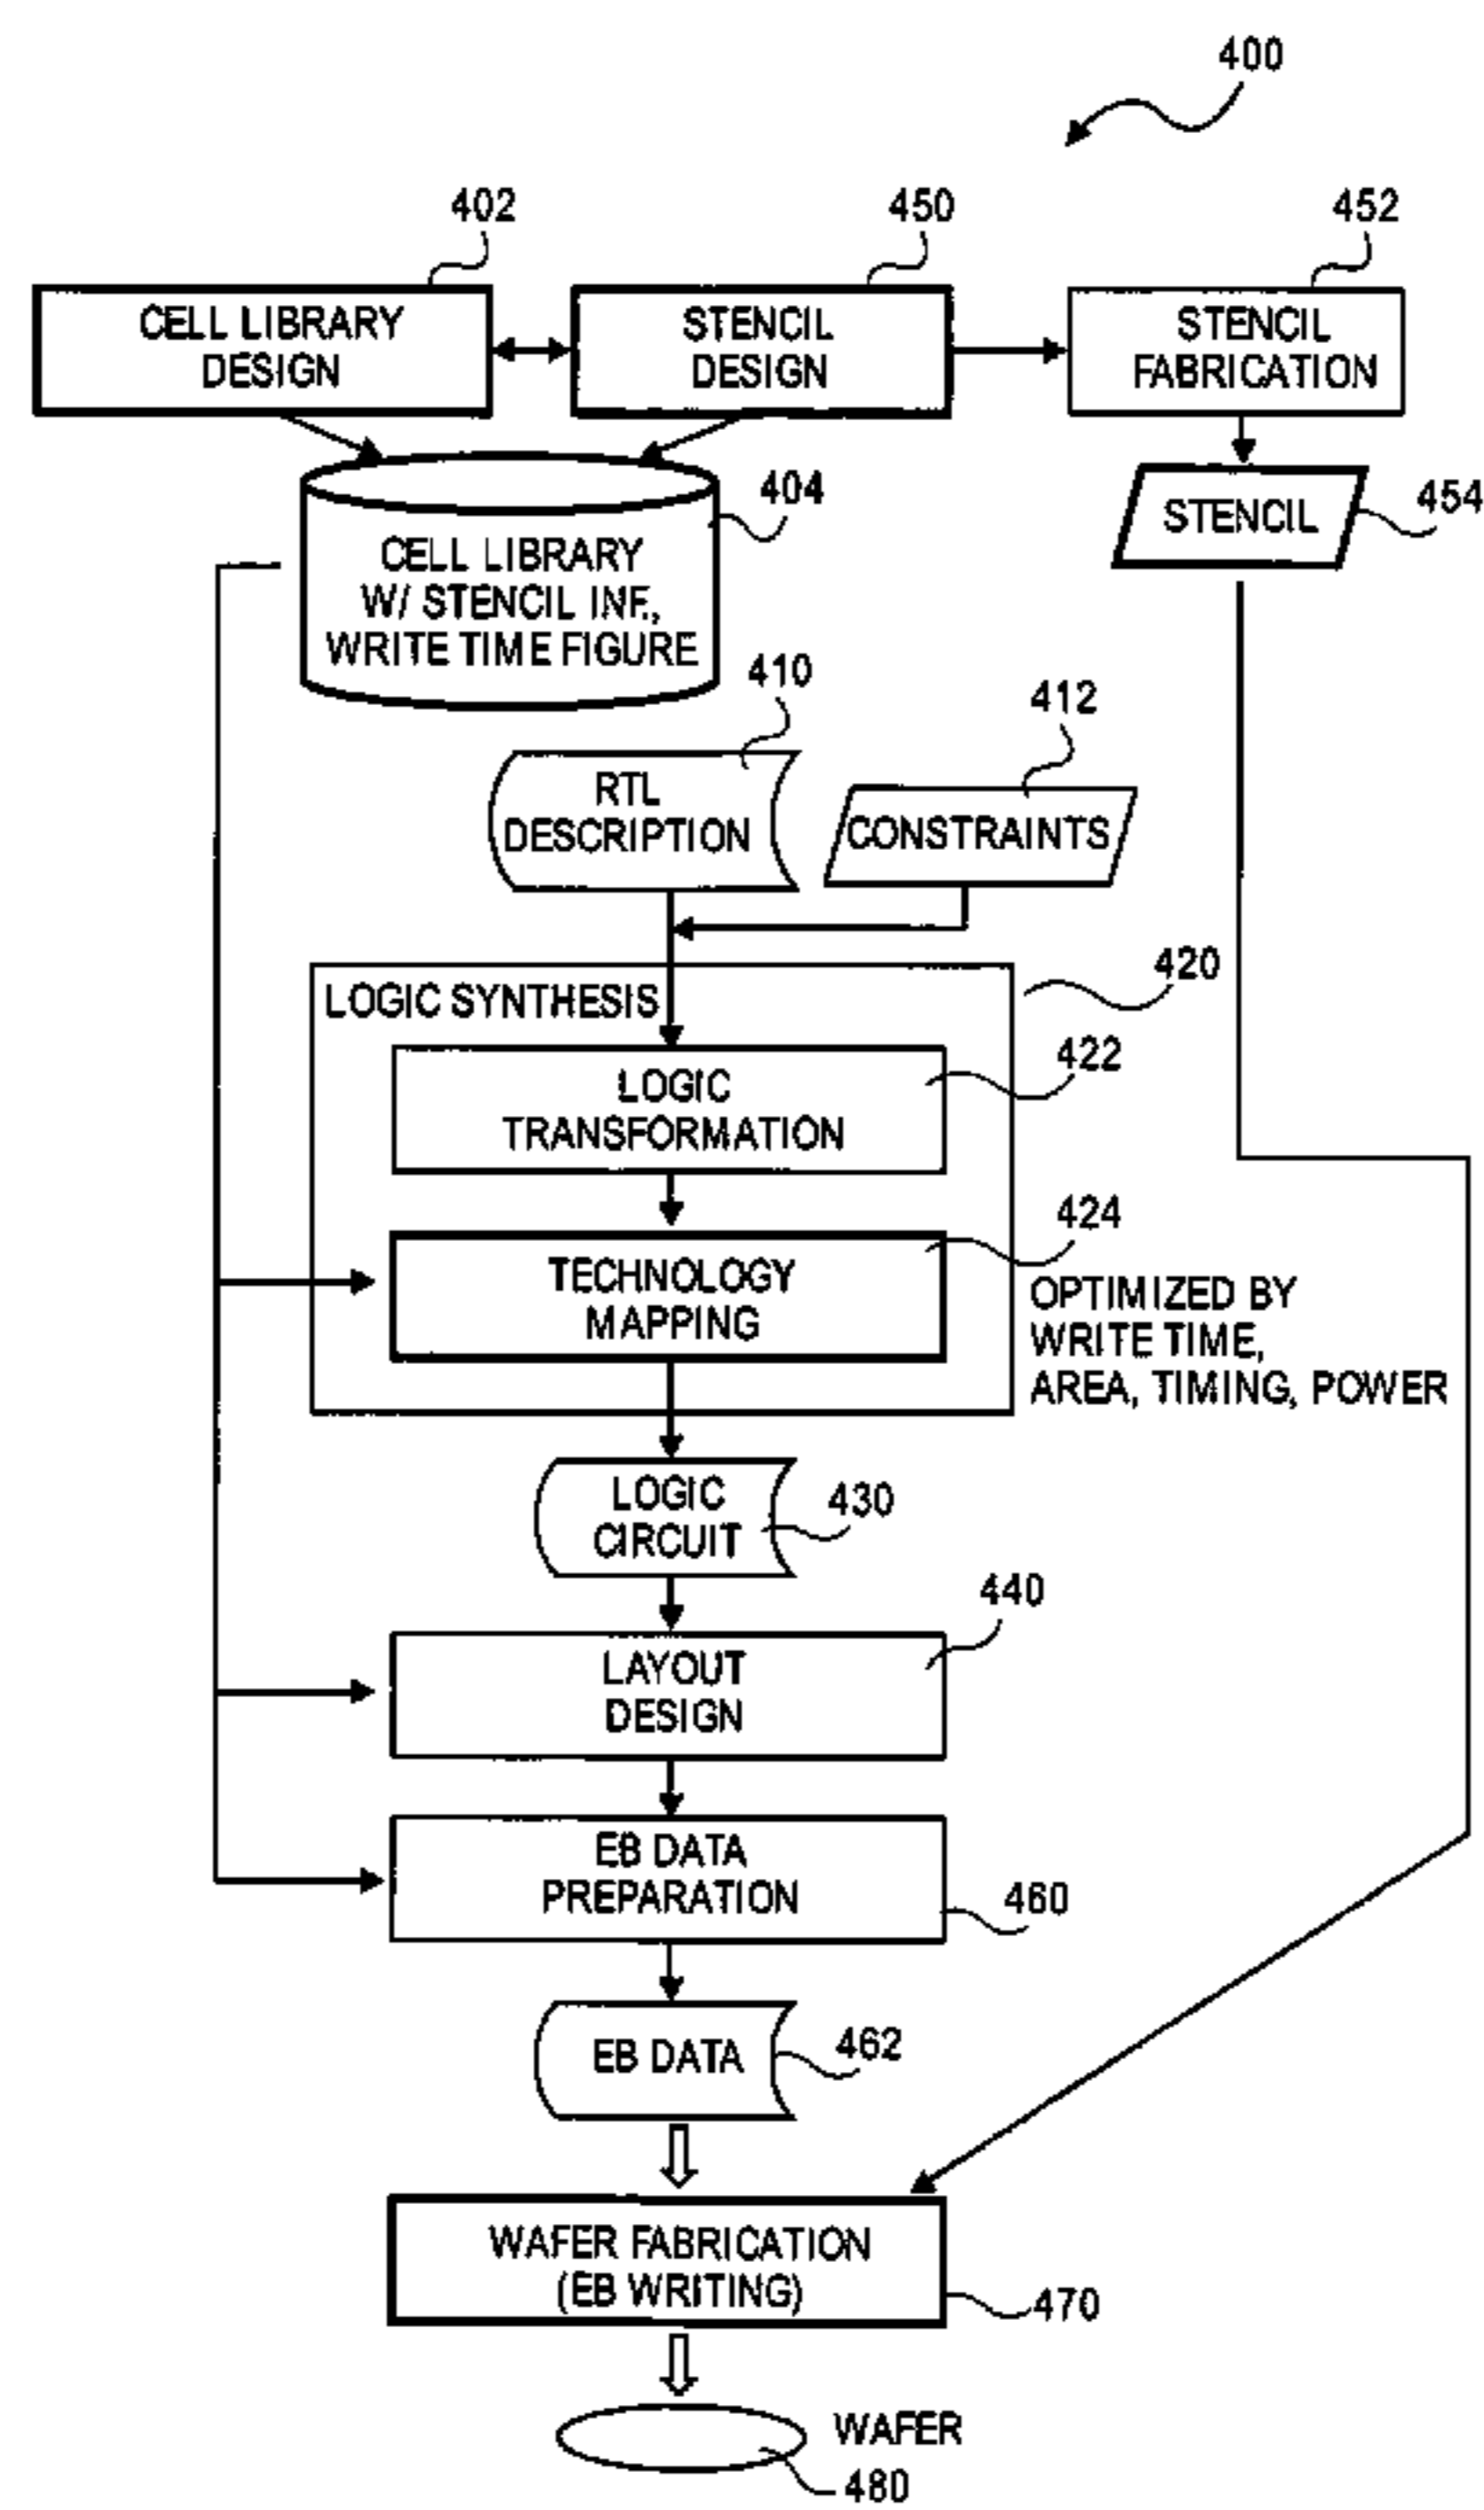 400
402
450
452
CELL LIBRARY
DESIGN
STENCIL
DESIGN
STENCIL
FABRICATION
404
STENCIL
454
CELL LIBRARY
W/ STENCIL INF.,
WRITE TIME FIGURE
410
412
RTL
DESCRIPTION
CONSTRAINTS
420
LOGIC SYNTHESIS
422
LOGIC
TRANSFORMATION
424
TECHNOLOGY
MAPPING
OPTIMIZED BY
WRITE TIME,
AREA, TIMING, POWER
LOGIC
CIRCUIT
430
440
LAYOUT
DESIGN
EB DATA
PREPARATION
460
EB DATA
462
WAFER FABRICATION
(EB WRITING)
470
WAFER
480